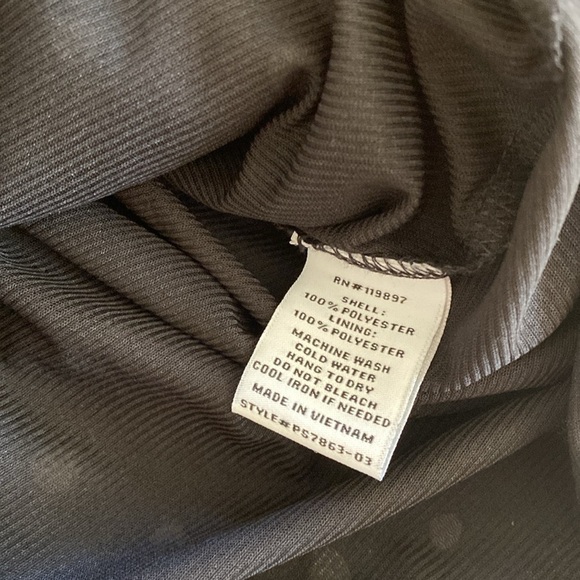 RN#119897
SHELL:
100% POLYESTER
LINING:
100% POLYESTER
MACHINE WASH
COLD WATER
HANG TO DRY
DO NOT BLEACH
COOL IRON IF NEEDED
MADE IN VIETNAM
STYLE# PS7863-03